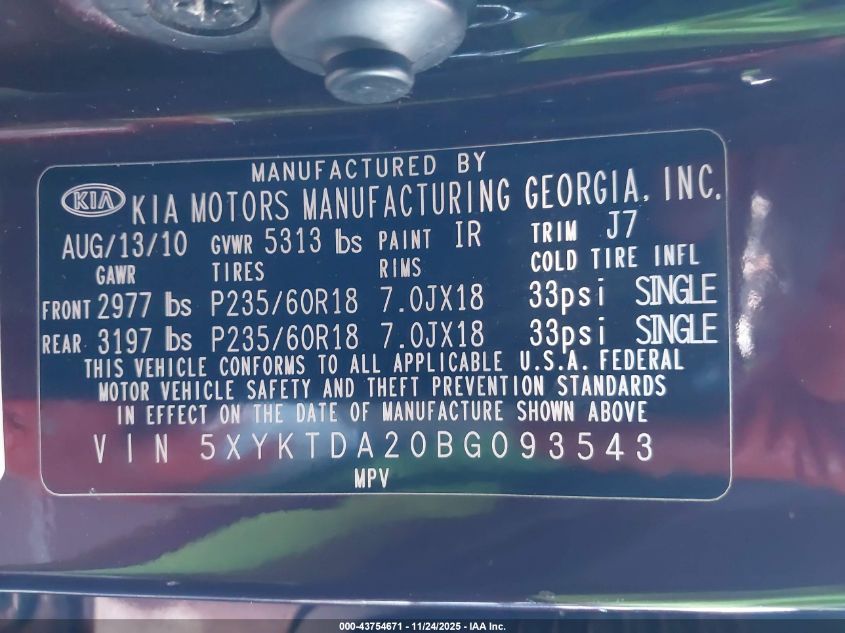 MANUFACTURED BY
KIA KIA MOTORS MANUFACTURING GEORGIA, INC.
AUG/13/10 GVWR 5313 lbs PAINT IR TRIM J7
GAWR TIRES RIMS COLD TIRE INFL
FRONT 2977 lbs P235/60R18 7.0JX18 33psi SINGLE
REAR 3197 lbs P235/60R18 7.0JX18 33psi SINGLE
THIS VEHICLE CONFORMS TO ALL APPLICABLE U.S.A. FEDERAL
MOTOR VEHICLE SAFETY AND THEFT PREVENTION STANDARDS
IN EFFECT ON THE DATE OF MANUFACTURE SHOWN ABOVE
VIN 5XYKTDA20BG093543
MPV
000-43754671 - 11/24/2025 - IAA Inc.